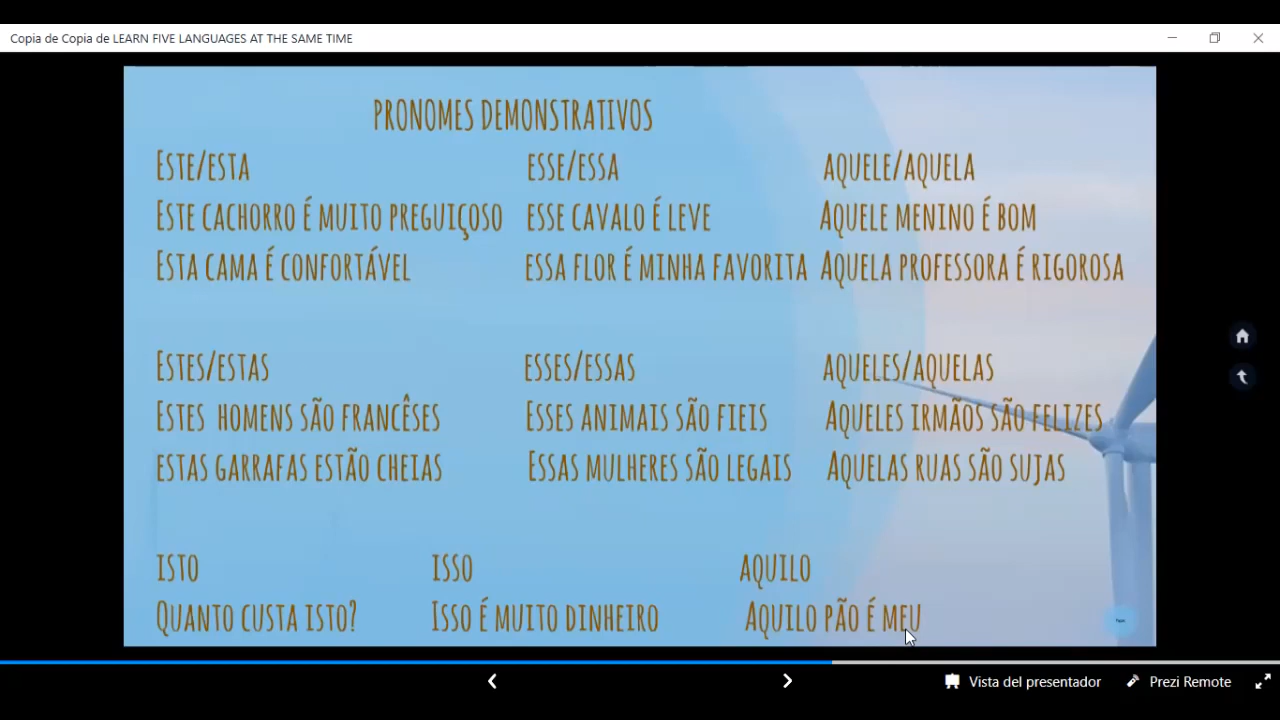 Copia de Copia de LEARN FIVE LANGUAGES AT THE SAME TIME
PRONOMES DEMONSTRATIVOS
ESTE/ESTA ESSE/ESSA AQUELE/AQUELA
ESTE CACHORRO É MUITO PREGUIÇOSO ESSE CAVALO É LEVE AQUELE MENINO É BOM
ESTA CAMA É CONFORTÁVEL ESSA FLOR É MINHA FAVORITA AQUELA PROFESSORA É RIGOROSA
ESTES/ESTAS ESSES/ESSAS AQUELES/AQUELAS
ESTES HOMENS SÃO FRANCÊSES ESSES ANIMAIS SÃO FIEIS AQUELES IRMÃOS SÃO FELIZES
ESTAS GARRAFAS ESTÃO CHEIAS ESSAS MULHERES SÃO LEGAIS AQUELAS RUAS SÃO SUJAS
ISTO ISSO AQUILO
QUANTO CUSTA ISTO? ISSO É MUITO DINHEIRO AQUILO PÃO É MEU
Vista del presentador Prezi Remote